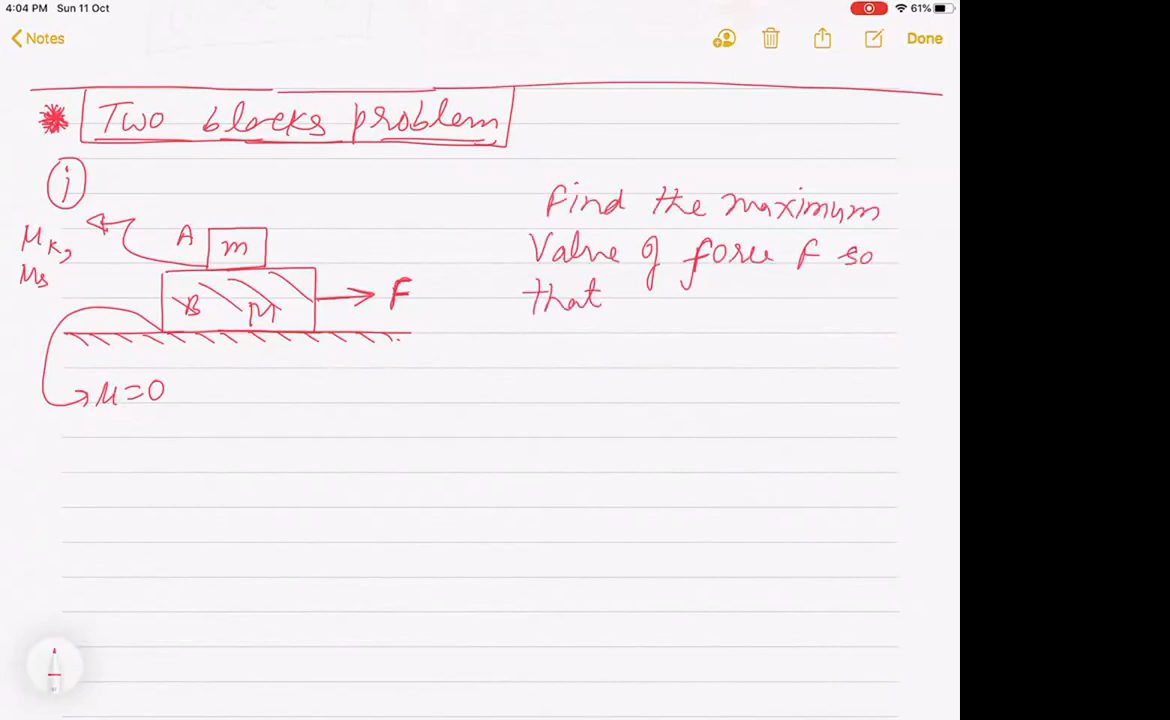 4:04 PM Sun 11 Oct
61%
Notes
Done
Two blocks problem
i
A
m
μk,
μs
B
M
F
μ=0
Find the maximum
Value of force F so
that